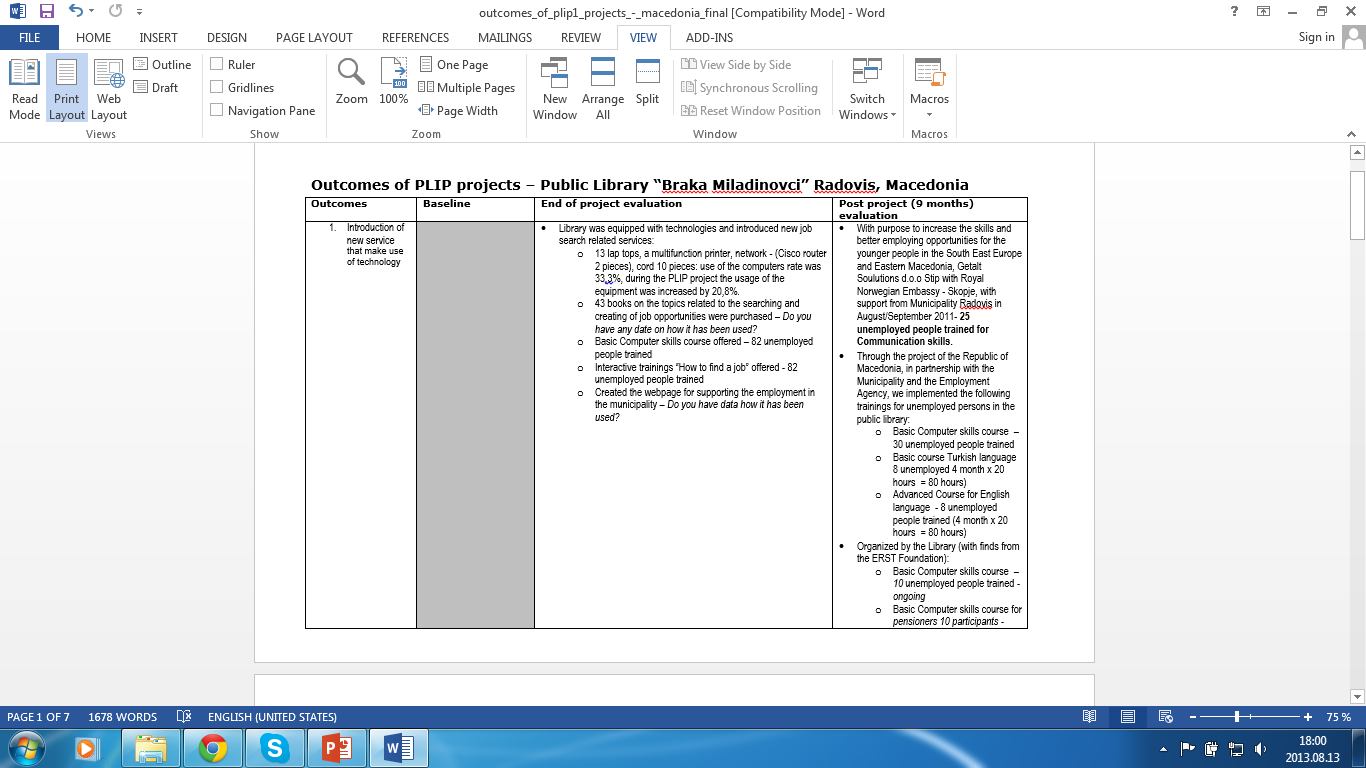 outcomes_of_plip1_projects_-_macedonia_final [Compatibility Mode] - Word
FILE HOME INSERT DESIGN PAGE LAYOUT REFERENCES MAILINGS REVIEW VIEW ADD-INS Sign in
Read Mode
Print Layout
Web Layout
Outline
Draft
Views
Ruler
Gridlines
Navigation Pane
Show
Zoom
100%
One Page
Multiple Pages
Page Width
Zoom
New Window
Arrange All
Split
View Side by Side
Synchronous Scrolling
Reset Window Position
Window
Switch Windows
Macros
Macros
Outcomes of PLIP projects – Public Library “Braka Miladinovci” Radovis, Macedonia
Outcomes
Baseline
End of project evaluation
Post project (9 months)
evaluation
1. Introduction of
new service
that make use
of technology
• Library was equipped with technologies and introduced new job
search related services:
o 13 lap tops, a multifunction printer, network - (Cisco router
2 pieces), cord 10 pieces: use of the computers rate was
33,3%, during the PLIP project the usage of the
equipment was increased by 20,8%.
o 43 books on the topics related to the searching and
creating of job opportunities were purchased – Do you
have any date on how it has been used?
o Basic Computer skills course offered – 82 unemployed
people trained
o Interactive trainings “How to find a job” offered - 82
unemployed people trained
o Created the webpage for supporting the employment in
the municipality – Do you have data how it has been
used?
• With purpose to increase the skills and
better employing opportunities for the
younger people in the South East Europe
and Eastern Macedonia, Getalt
Soulutions d.o.o Stip with Royal
Norwegian Embassy - Skopje, with
support from Municipality Radovis in
August/September 2011- 25
unemployed people trained for
Communication skills.
• Through the project of the Republic of
Macedonia, in partnership with the
Municipality and the Employment
Agency, we implemented the following
trainings for unemployed persons in the
public library:
o Basic Computer skills course –
30 unemployed people trained
o Basic course Turkish language
8 unemployed 4 month x 20
hours = 80 hours)
o Advanced Course for English
language - 8 unemployed
people trained (4 month x 20
hours = 80 hours)
• Organized by the Library (with finds from
the ERST Foundation):
o Basic Computer skills course –
10 unemployed people trained -
ongoing
o Basic Computer skills course for
pensioners 10 participants -
PAGE 1 OF 7 1678 WORDS ENGLISH (UNITED STATES) 75 %
18:00
2013.08.13